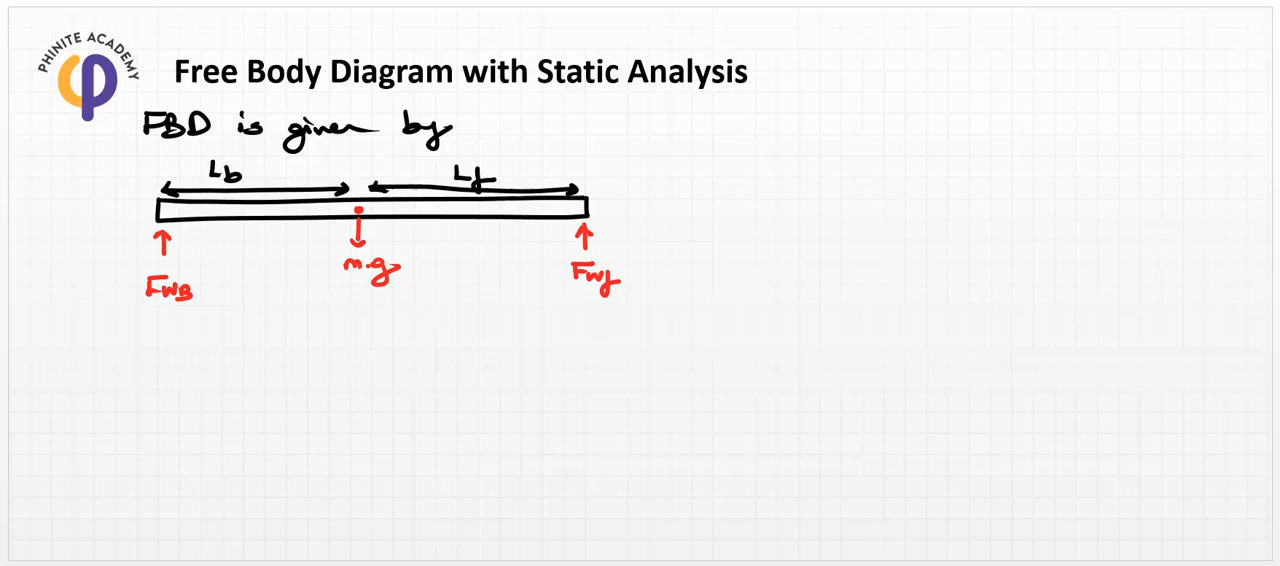 PHINITE ACADEMY
Free Body Diagram with Static Analysis
FBD is given by
Lb Lf
m.g
FwB Fwf